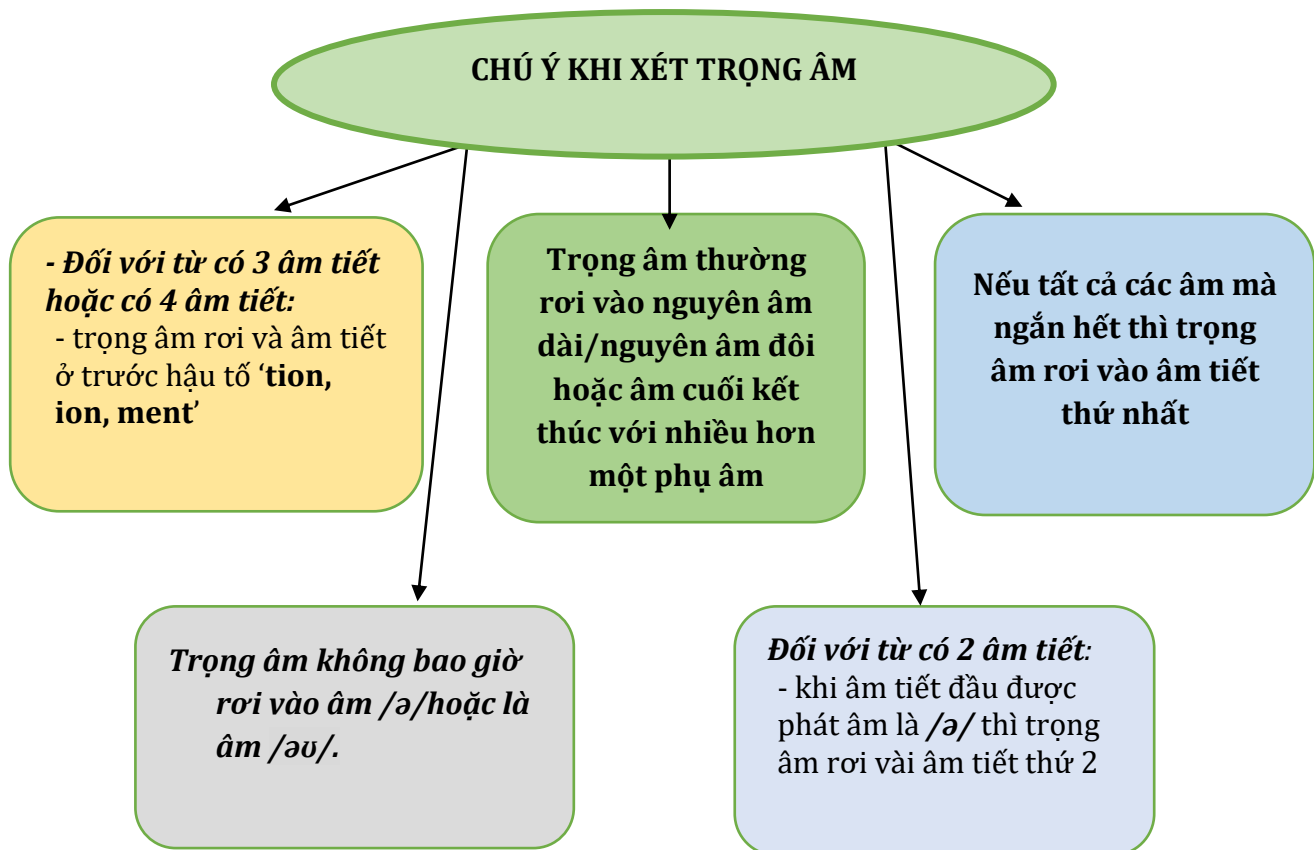 CHÚ Ý KHI XÉT TRỌNG ÂM
- Đối với từ có 3 âm tiết
hoặc có 4 âm tiết:
- trọng âm rơi và âm tiết
ở trước hậu tố ‘tion,
ion, ment’
Trọng âm thường
rơi vào nguyên âm
dài/nguyên âm đôi
hoặc âm cuối kết
thúc với nhiều hơn
một phụ âm
Nếu tất cả các âm mà
ngắn hết thì trọng
âm rơi vào âm tiết
thứ nhất
Trọng âm không bao giờ
rơi vào âm /ə/hoặc là
âm /əʊ/.
Đối với từ có 2 âm tiết:
- khi âm tiết đầu được
phát âm là /ə/ thì trọng
âm rơi vài âm tiết thứ 2